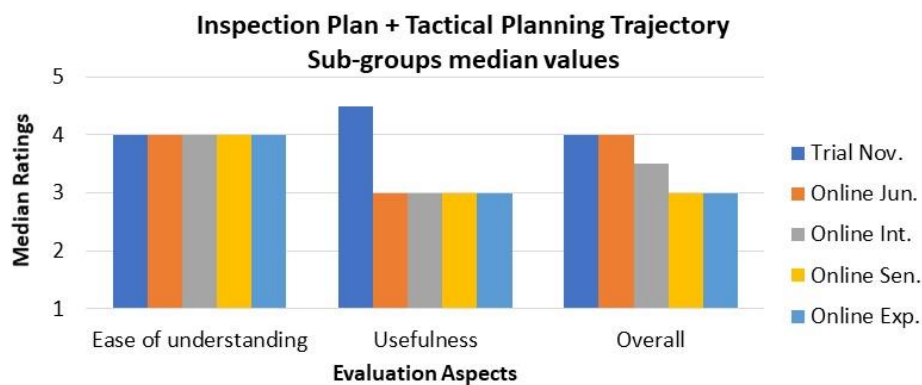 Inspection Plan + Tactical Planning Trajectory
Sub-groups median values
Median Ratings
5
4
3
2
1
Ease of understanding
Usefulness
Overall
Evaluation Aspects
Trial Nov.
Online Jun.
Online Int.
Online Sen.
Online Exp.